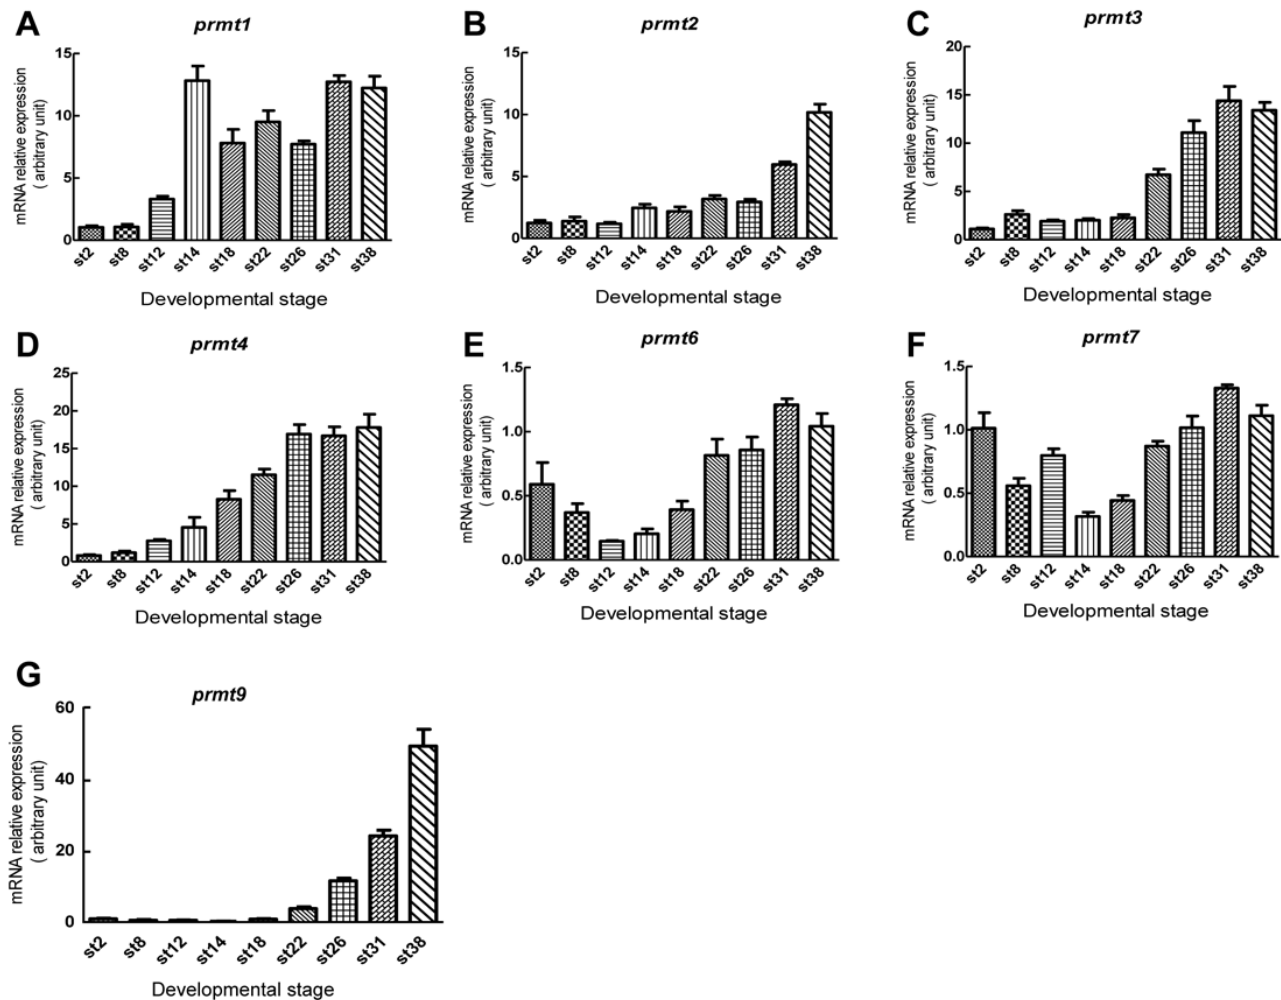 A
prmt1
mRNA relative expression
( arbitrary unit)
15
10
5
0
st2 st8 st12 st14 st18 st22 st26 st31 st38
Developmental stage
B
prmt2
mRNA relative expression
( arbitrary unit)
15
10
5
0
st2 st8 st12 st14 st18 st22 st26 st31 st38
Developmental stage
C
prmt3
mRNA relative expression
( arbitrary unit)
20
15
10
5
0
st2 st8 st12 st14 st18 st22 st26 st31 st38
Developmental stage
D
prmt4
mRNA relative expression
( arbitrary unit)
25
20
15
10
5
0
st2 st8 st12 st14 st18 st22 st26 st31 st38
Developmental stage
E
prmt6
mRNA relative expression
( arbitrary unit)
1.5
1.0
0.5
0.0
st2 st8 st12 st14 st18 st22 st26 st31 st38
Developmental stage
F
prmt7
mRNA relative expression
( arbitrary unit)
1.5
1.0
0.5
0.0
st2 st8 st12 st14 st18 st22 st26 st31 st38
Developmental stage
G
prmt9
mRNA relative expression
( arbitrary unit)
60
40
20
0
st2 st8 st12 st14 st18 st22 st26 st31 st38
Developmental stage